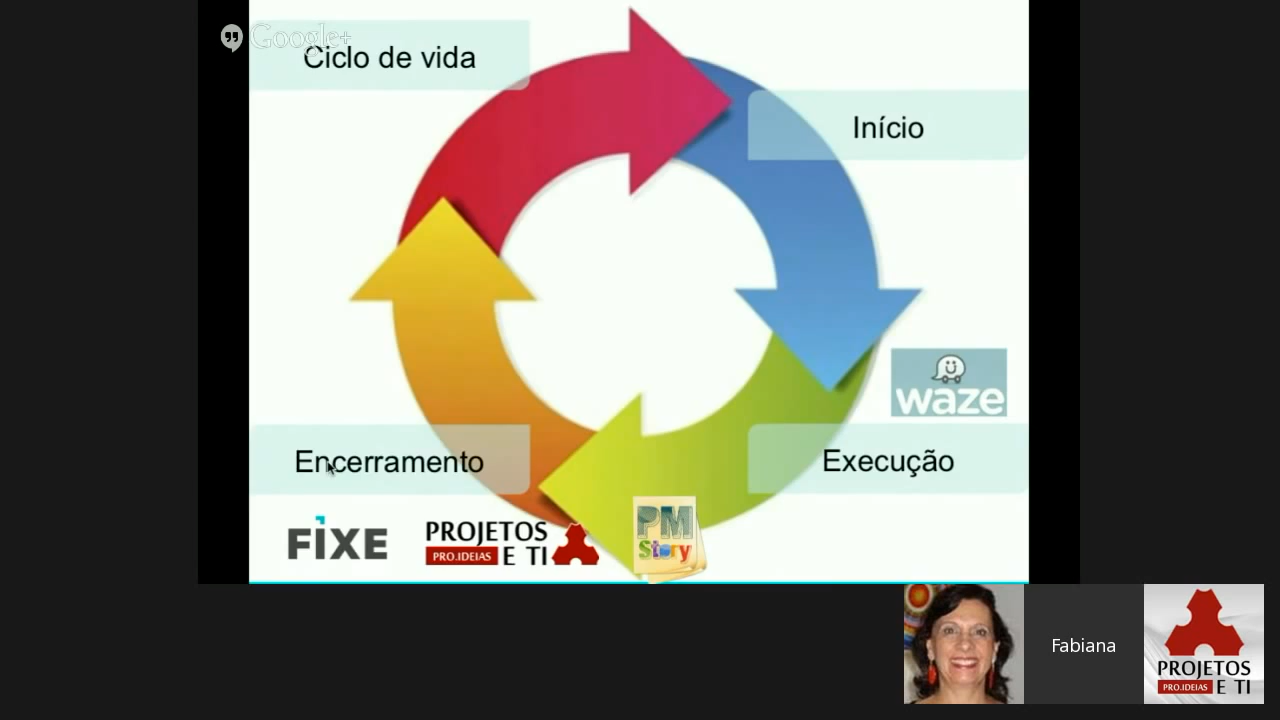 Google+
Ciclo de vida
Início
waze
Encerramento
Execução
FIXE
PROJETOS
PRO.IDEIAS E TI
PM
Story
Fabiana
PROJETOS
PRO.IDEIAS E TI